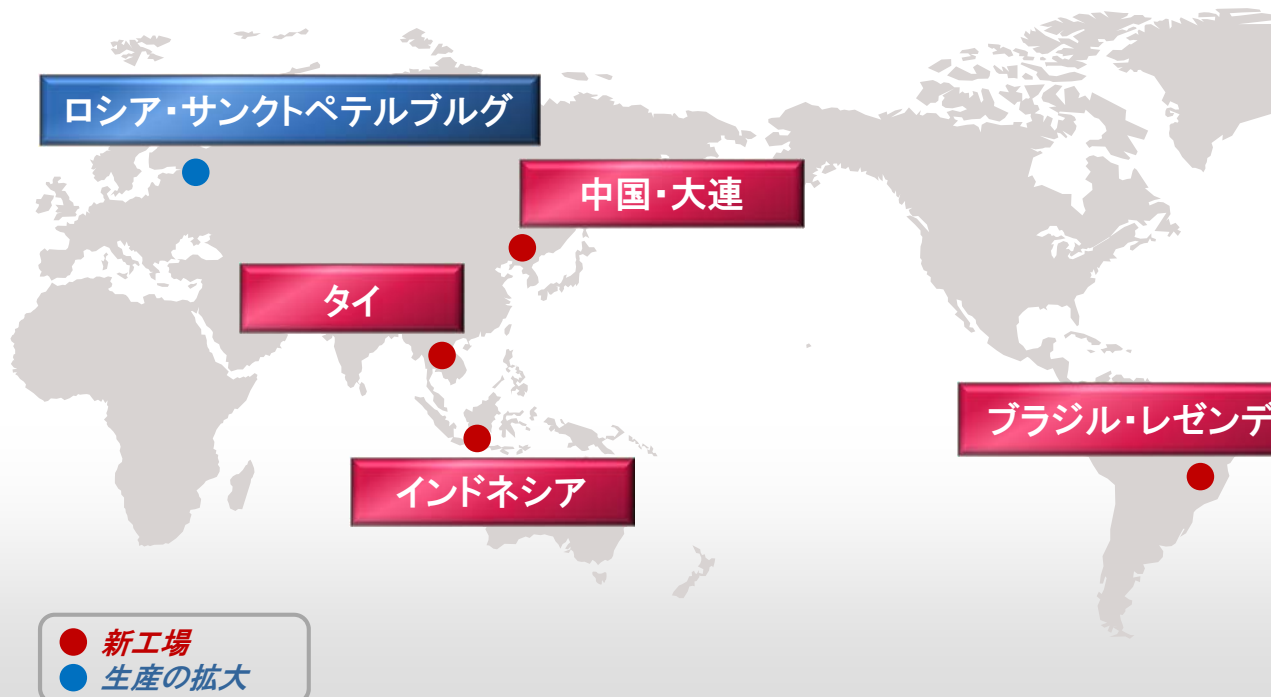 ロシア・サンクトペテルブルグ
中国・大連
タイ
ブラジル・レゼンデ
インドネシア
新工場
生産の拡大